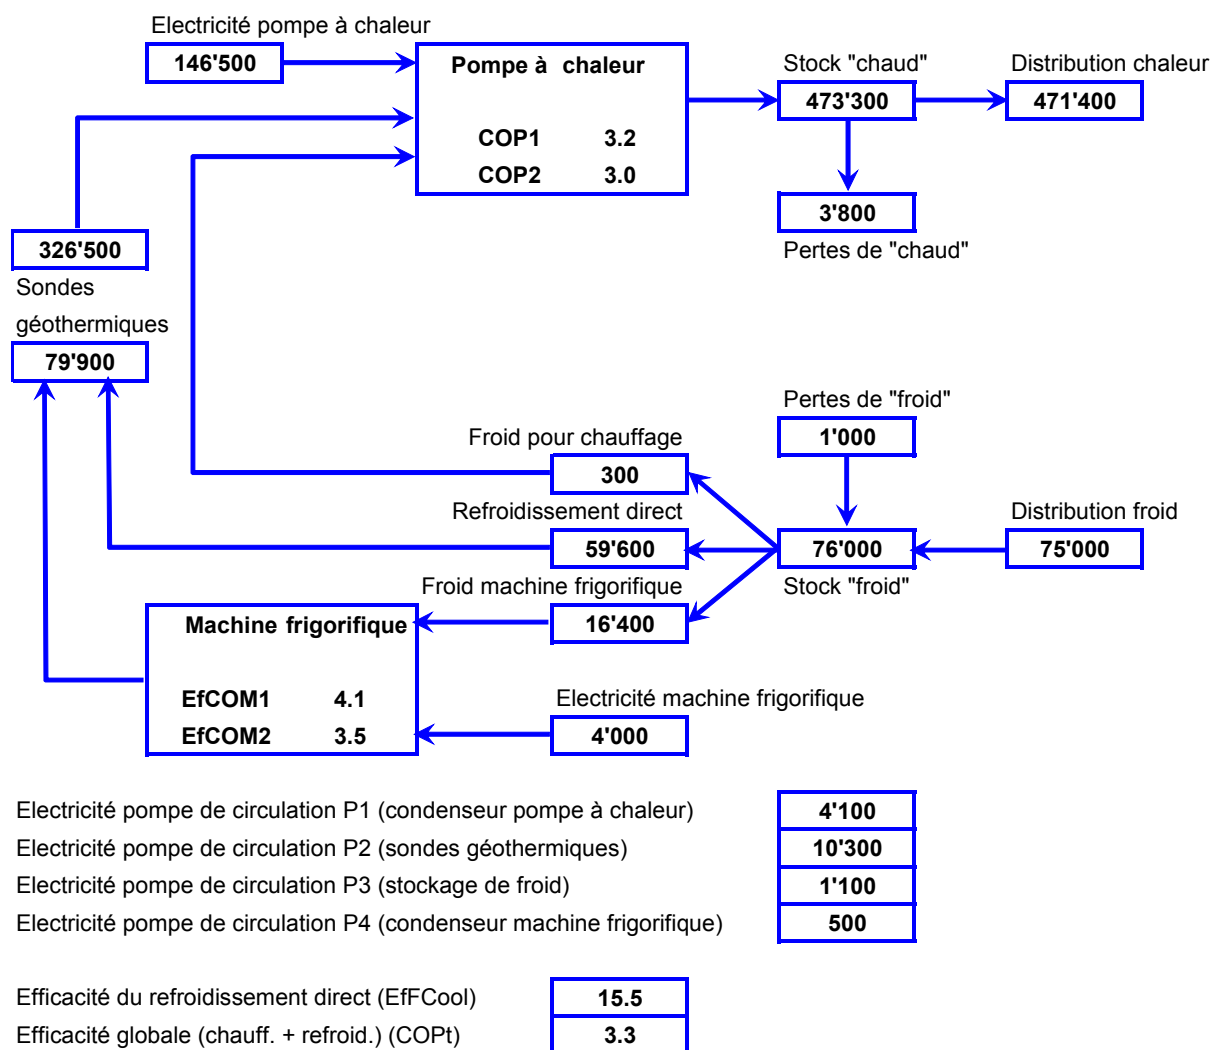 Electricité pompe à chaleur
146'500
Pompe à chaleur
Stock "chaud"
Distribution chaleur
473'300
471'400
COP1 3.2
COP2 3.0
3'800
Pertes de "chaud"
326'500
Sondes
géothermiques
79'900
Pertes de "froid"
1'000
Froid pour chauffage
300
Refroidissement direct
Distribution froid
59'600
76'000
75'000
Froid machine frigorifique
Stock "froid"
16'400
Machine frigorifique
EfCOM1 4.1
Electricité machine frigorifique
EfCOM2 3.5
4'000
Electricité pompe de circulation P1 (condenseur pompe à chaleur) 4'100
Electricité pompe de circulation P2 (sondes géothermiques) 10'300
Electricité pompe de circulation P3 (stockage de froid) 1'100
Electricité pompe de circulation P4 (condenseur machine frigorifique) 500
Efficacité du refroidissement direct (EfFCool) 15.5
Efficacité globale (chauff. + refroid.) (COPt) 3.3